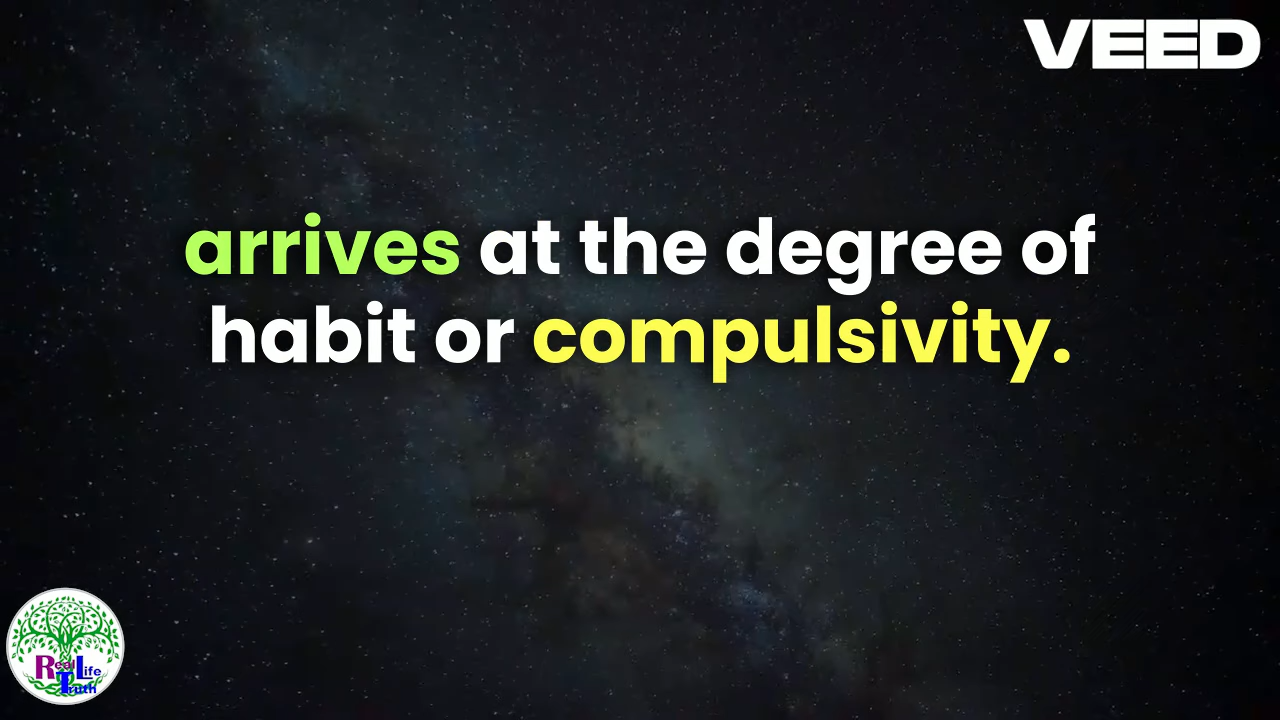 VEED
arrives at the degree of
habit or compulsivity.
Real Life
Truth